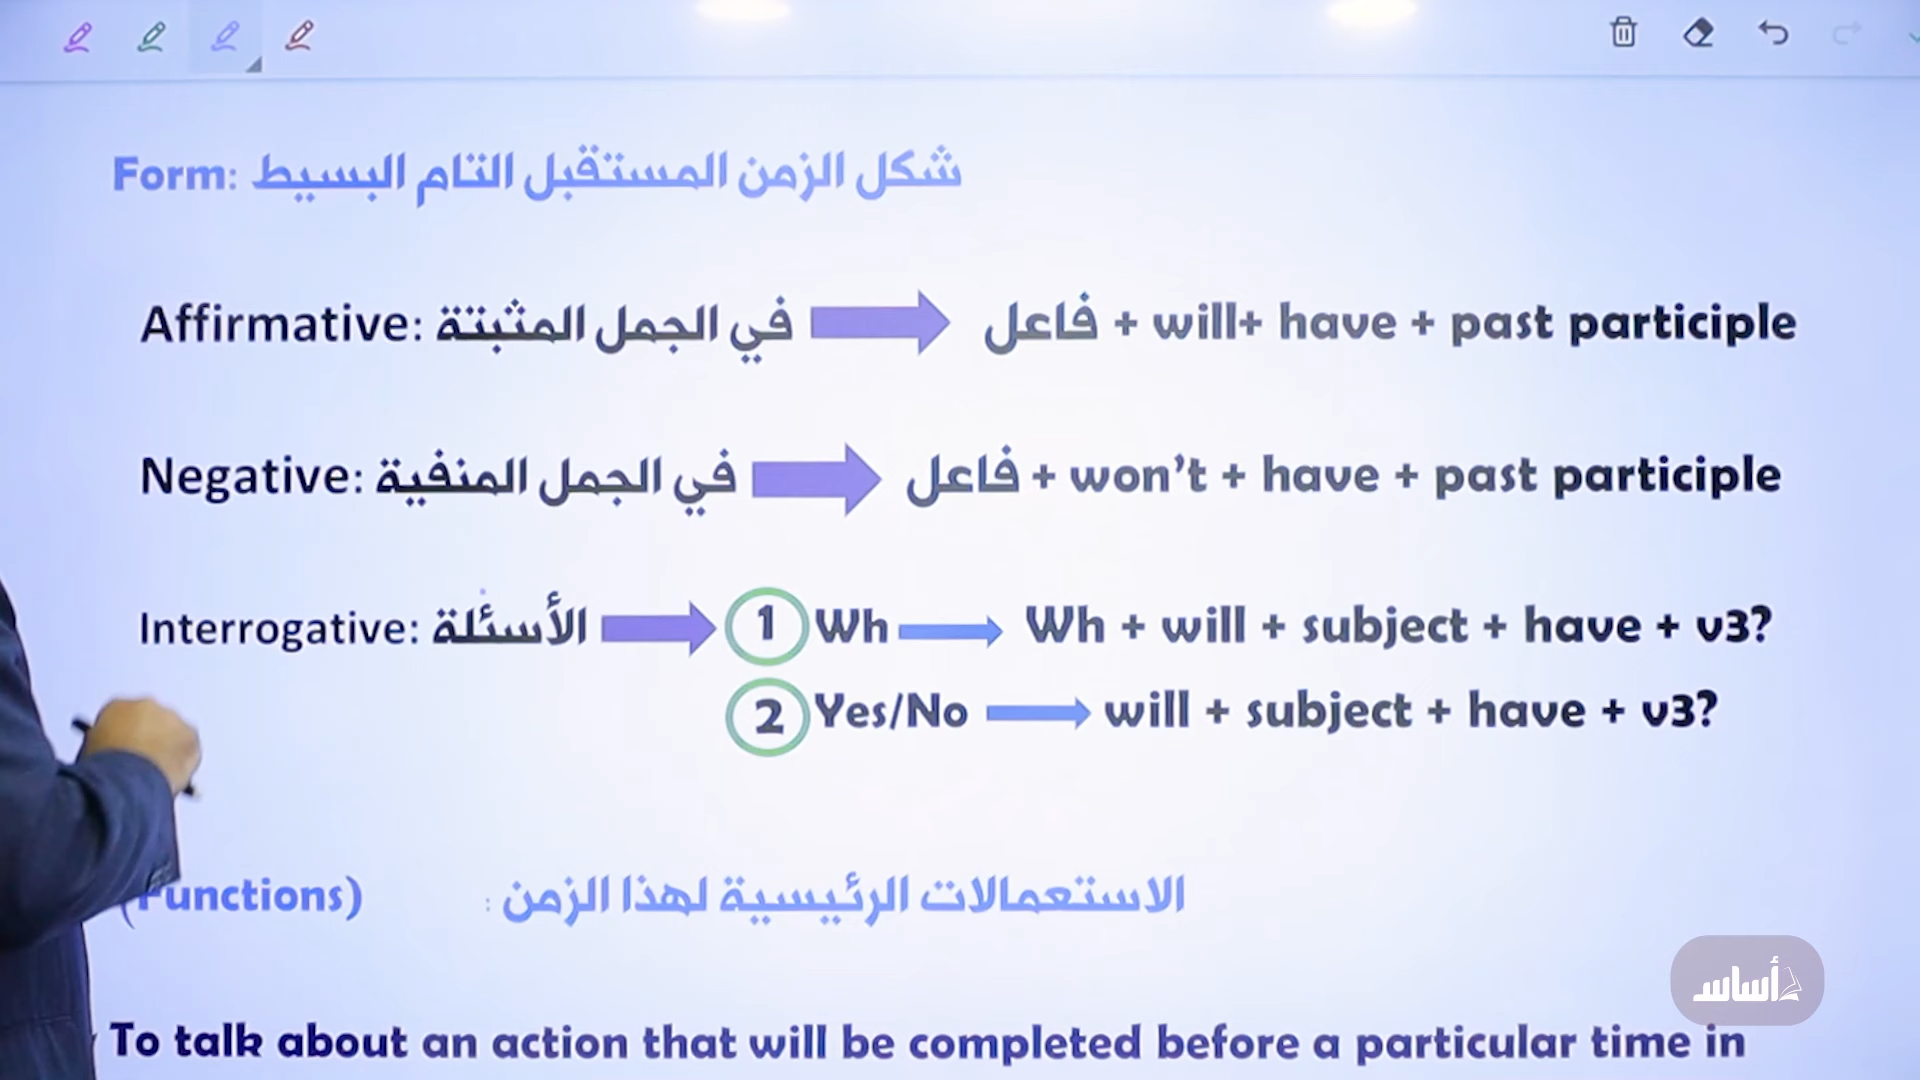 Form: شكل الزمن المستقبل التام البسيط
Affirmative: في الجمل المثبتة فاعل + will+ have + past participle
Negative: في الجمل المنفية فاعل + won't + have + past participle
Interrogative: الأسئلة 1 Wh Wh + will + subject + have + v3?
2 Yes/No will + subject + have + v3?
(Functions) الاستعمالات الرئيسية لهذا الزمن :
To talk about an action that will be completed before a particular time in
أساس